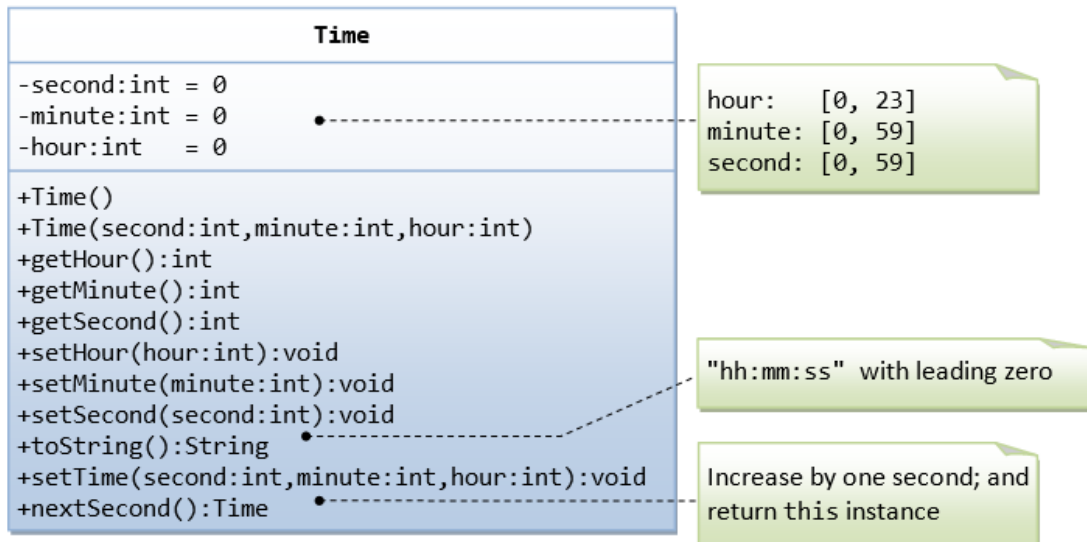 Time
-second:int = 0
-minute:int = 0
-hour:int   = 0
hour:   [0, 23]
minute: [0, 59]
second: [0, 59]
+Time()
+Time(second:int,minute:int,hour:int)
+getHour():int
+getMinute():int
+getSecond():int
+setHour(hour:int):void
+setMinute(minute:int):void
+setSecond(second:int):void
+toString():String
+setTime(second:int,minute:int,hour:int):void
+nextSecond():Time
"hh:mm:ss" with leading zero
Increase by one second; and
return this instance